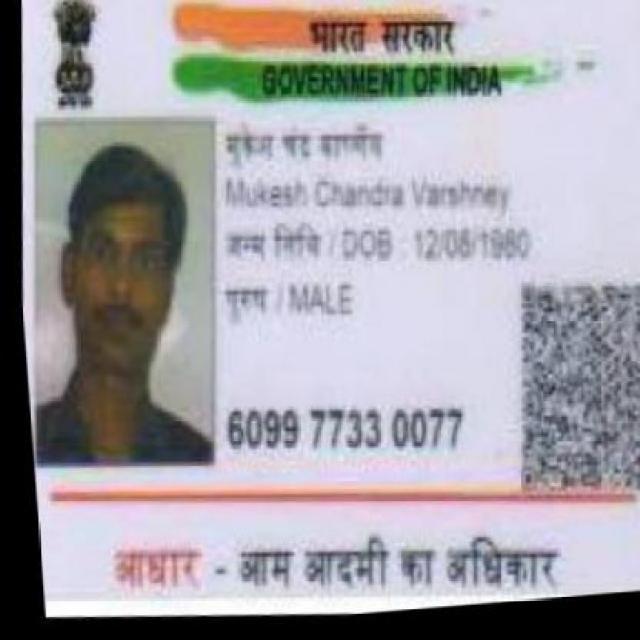 भारत सरकार
GOVERNMENT OF INDIA
मुकेश चंद्र वार्ष्णेय
Mukesh Chandra Varshney
जन्म तिथि / DOB : 12/08/1980
पुरुष / MALE
6099 7733 0077
आधार - आम आदमी का अधिकार